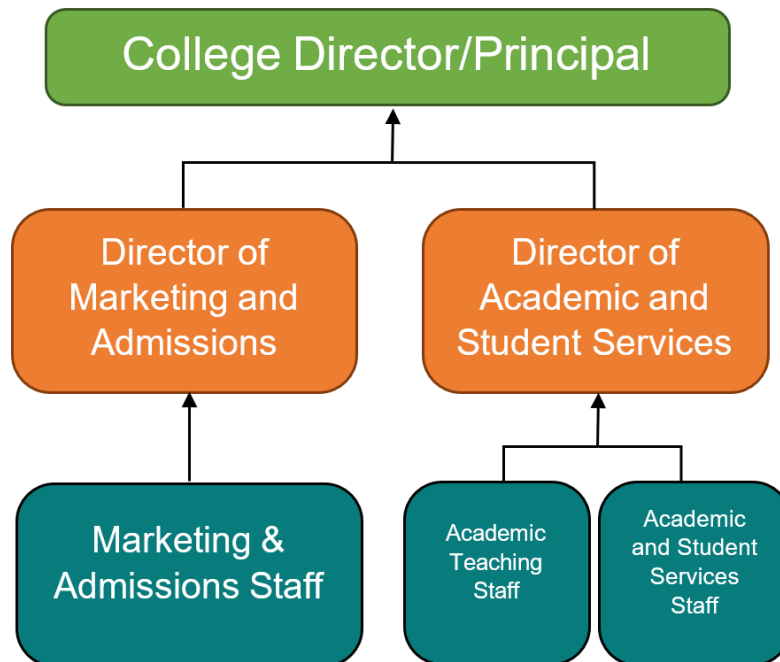 College Director/Principal
Director of
Marketing and
Admissions
Director of
Academic and
Student Services
Marketing &
Admissions Staff
Academic
Teaching
Staff
Academic
and Student
Services
Staff